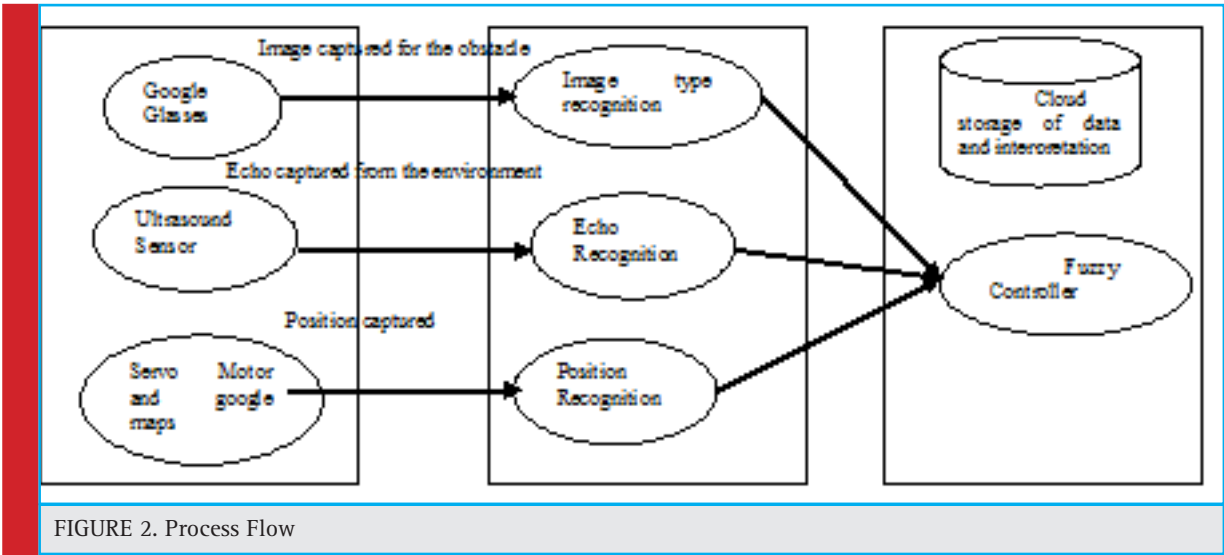 Image captured for the obstacle
Google
Glasses
Image type
recognition
Cloud
storage of data
and interpretation
Echo captured from the environment
Ultrasound
Sensor
Echo
Recognition
Fuzzy
Controller
Position captured
Servo Motor
and google
maps
Position
Recognition
FIGURE 2. Process Flow